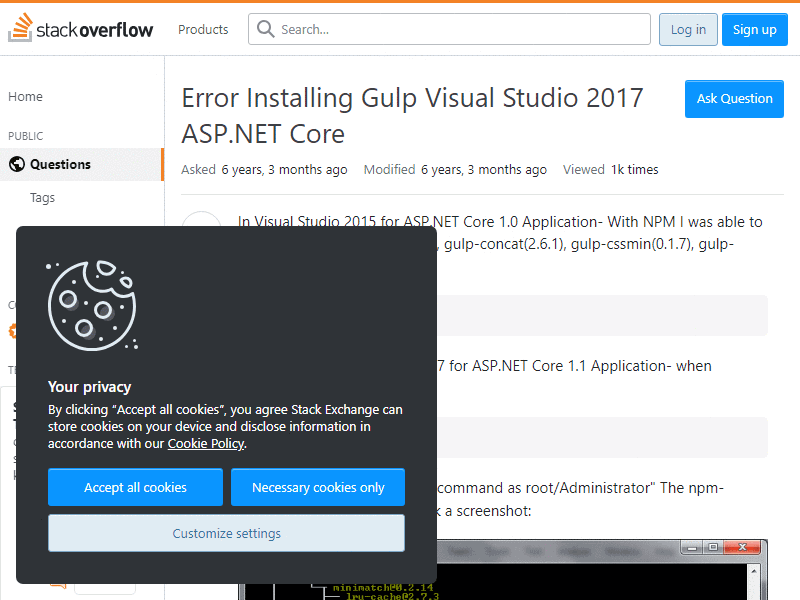 stackoverflow Products Search... Log in Sign up
Home
PUBLIC
Questions
Tags
Error Installing Gulp Visual Studio 2017
ASP.NET Core
Ask Question
Asked 6 years, 3 months ago Modified 6 years, 3 months ago Viewed 1k times
In Visual Studio 2015 for ASP.NET Core 1.0 Application- With NPM I was able to
, gulp-concat(2.6.1), gulp-cssmin(0.1.7), gulp-
7 for ASP.NET Core 1.1 Application- when
command as root/Administrator" The npm-
k a screenshot:
Your privacy
By clicking “Accept all cookies”, you agree Stack Exchange can
store cookies on your device and disclose information in
accordance with our Cookie Policy.
Accept all cookies Necessary cookies only
Customize settings
minimatch@0.2.14
lru-cache@2.7.3